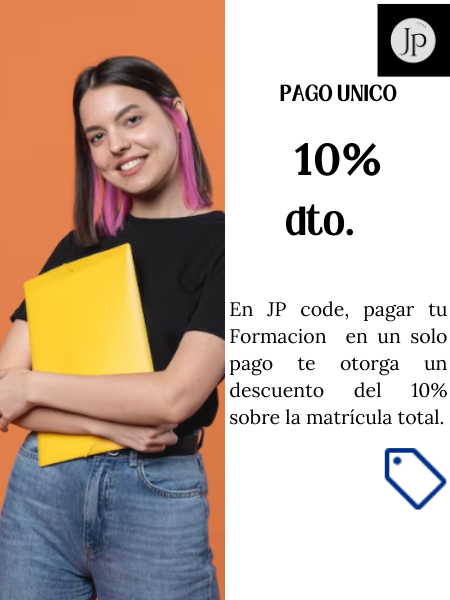 Jp
PAGO UNICO
10%
dto.
En JP code, pagar tu
Formacion en un solo
pago te otorga un
descuento del 10%
sobre la matrícula total.